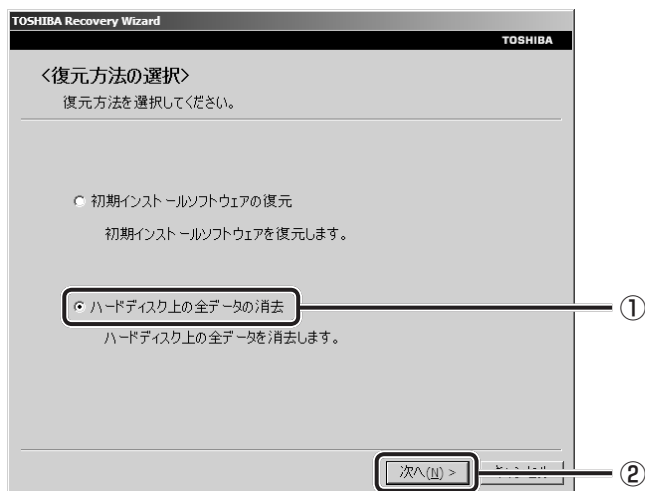 TOSHIBA Recovery Wizard
TOSHIBA
<復元方法の選択>
復元方法を選択してください。
初期インストールソフトウェアの復元
初期インストールソフトウェアを復元します。
ハードディスク上の全データの消去
①
ハードディスク上の全データを消去します。
次へ(N) >
②